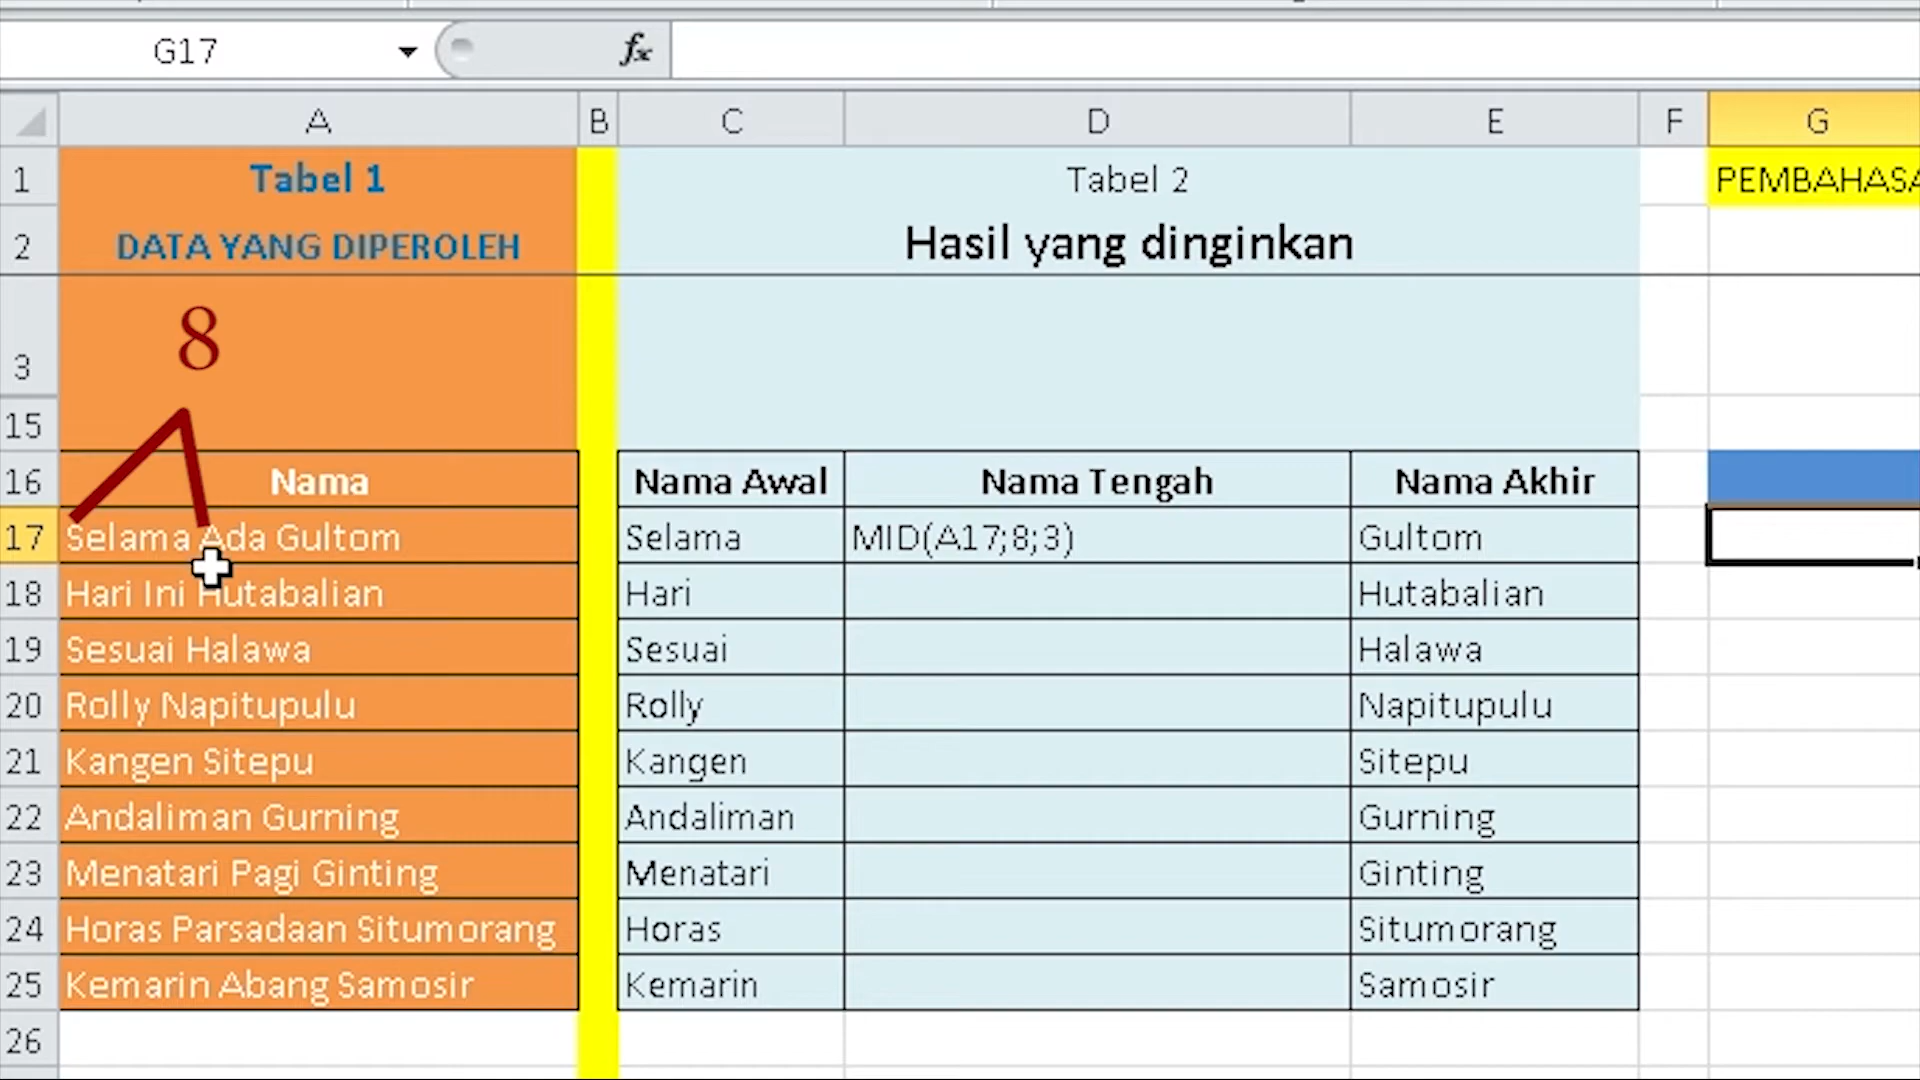 G17 fx
A B C D E F G
1 Tabel 1 Tabel 2 PEMBAHASA
2 DATA YANG DIPEROLEH Hasil yang dinginkan
8
3
15
16 Nama Nama Awal Nama Tengah Nama Akhir
17 Selama Ada Gultom Selama MID(A17;8;3) Gultom
18 Hari Ini Hutabalian Hari Hutabalian
19 Sesuai Halawa Sesuai Halawa
20 Rolly Napitupulu Rolly Napitupulu
21 Kangen Sitepu Kangen Sitepu
22 Andaliman Gurning Andaliman Gurning
23 Menatari Pagi Ginting Menatari Ginting
24 Horas Parsadaan Situmorang Horas Situmorang
25 Kemarin Abang Samosir Kemarin Samosir
26